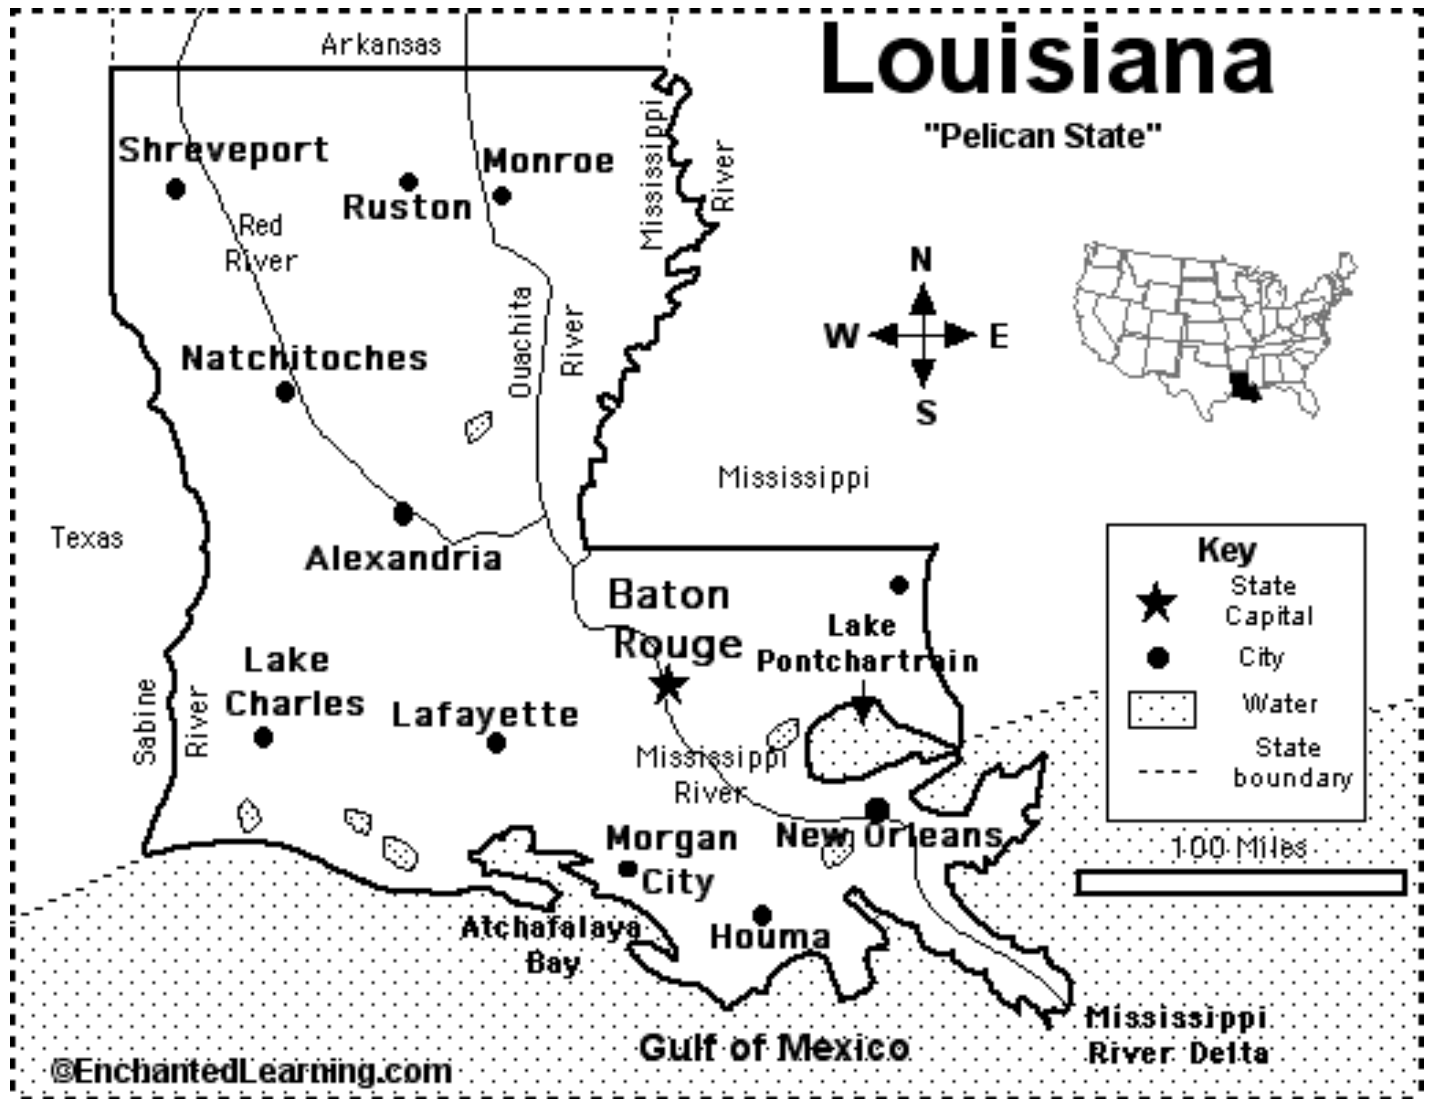 Louisiana
"Pelican State"
Arkansas
Shreveport
Ruston
Monroe
Mississippi
River
Red
River
Natchitoches
Ouachita
River
N
W
E
S
Mississippi
Texas
Alexandria
Baton
Rouge
Lake
Pontchartrain
Key
State
Capital
City
Water
State
boundary
Lake
Charles
Lafayette
Sabine
River
Mississippi
River
New Orleans
100 Miles
Morgan
City
Houma
Atchafalaya
Bay
Gulf of Mexico
Mississippi
River Delta
©EnchantedLearning.com